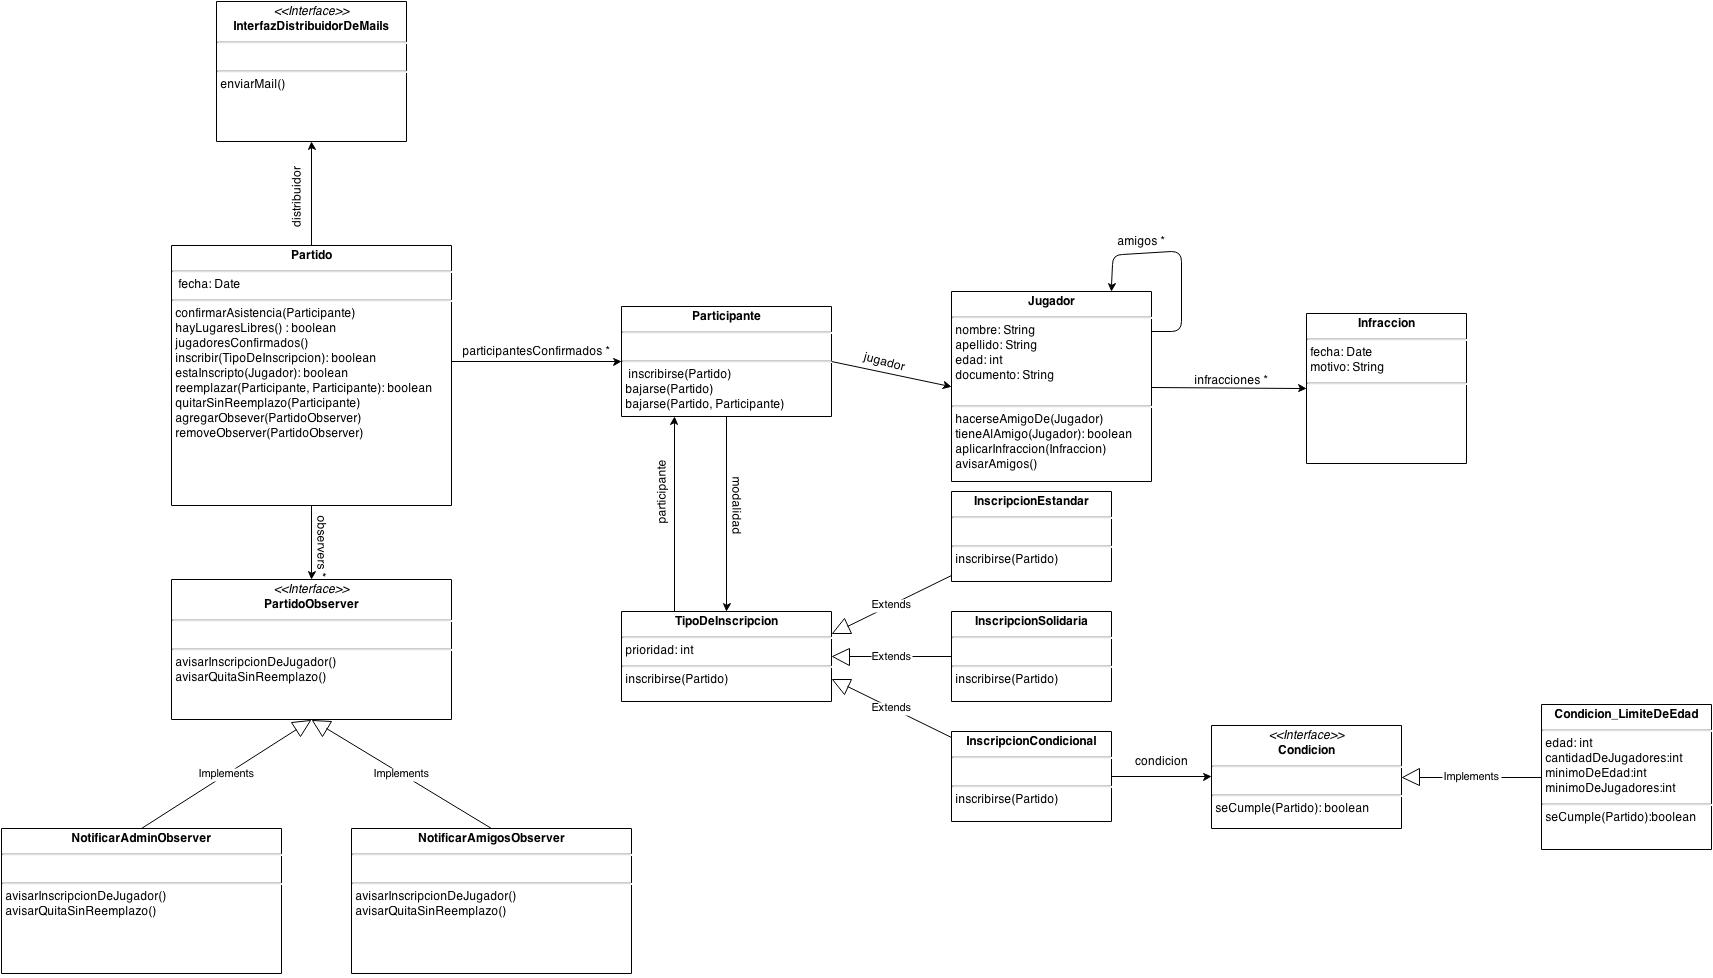 <<Interface>>
InterfazDistribuidorDeMails
enviarMail()
distribuidor
Partido
fecha: Date
confirmarAsistencia(Participante)
hayLugaresLibres() : boolean
jugadoresConfirmados()
inscribir(TipoDeInscripcion): boolean
estaInscripto(Jugador): boolean
reemplazar(Participante, Participante): boolean
quitarSinReemplazo(Participante)
agregarObsever(PartidoObserver)
removeObserver(PartidoObserver)
participantesConfirmados *
Participante
inscribirse(Partido)
bajarse(Partido)
bajarse(Partido, Participante)
jugador
amigos *
Jugador
nombre: String
apellido: String
edad: int
documento: String
hacerseAmigoDe(Jugador)
tieneAlAmigo(Jugador): boolean
aplicarInfraccion(Infraccion)
avisarAmigos()
infracciones *
Infraccion
fecha: Date
motivo: String
observers *
<<Interface>>
PartidoObserver
avisarInscripcionDeJugador()
avisarQuitaSinReemplazo()
Implements
Implements
NotificarAdminObserver
avisarInscripcionDeJugador()
avisarQuitaSinReemplazo()
NotificarAmigosObserver
avisarInscripcionDeJugador()
avisarQuitaSinReemplazo()
participante
modalidad
TipoDeInscripcion
prioridad: int
inscribirse(Partido)
Extends
Extends
Extends
InscripcionEstandar
inscribirse(Partido)
InscripcionSolidaria
inscribirse(Partido)
InscripcionCondicional
inscribirse(Partido)
condicion
<<Interface>>
Condicion
seCumple(Partido): boolean
Implements
Condicion_LimiteDeEdad
edad: int
cantidadDeJugadores:int
minimoDeEdad:int
minimoDeJugadores:int
seCumple(Partido):boolean